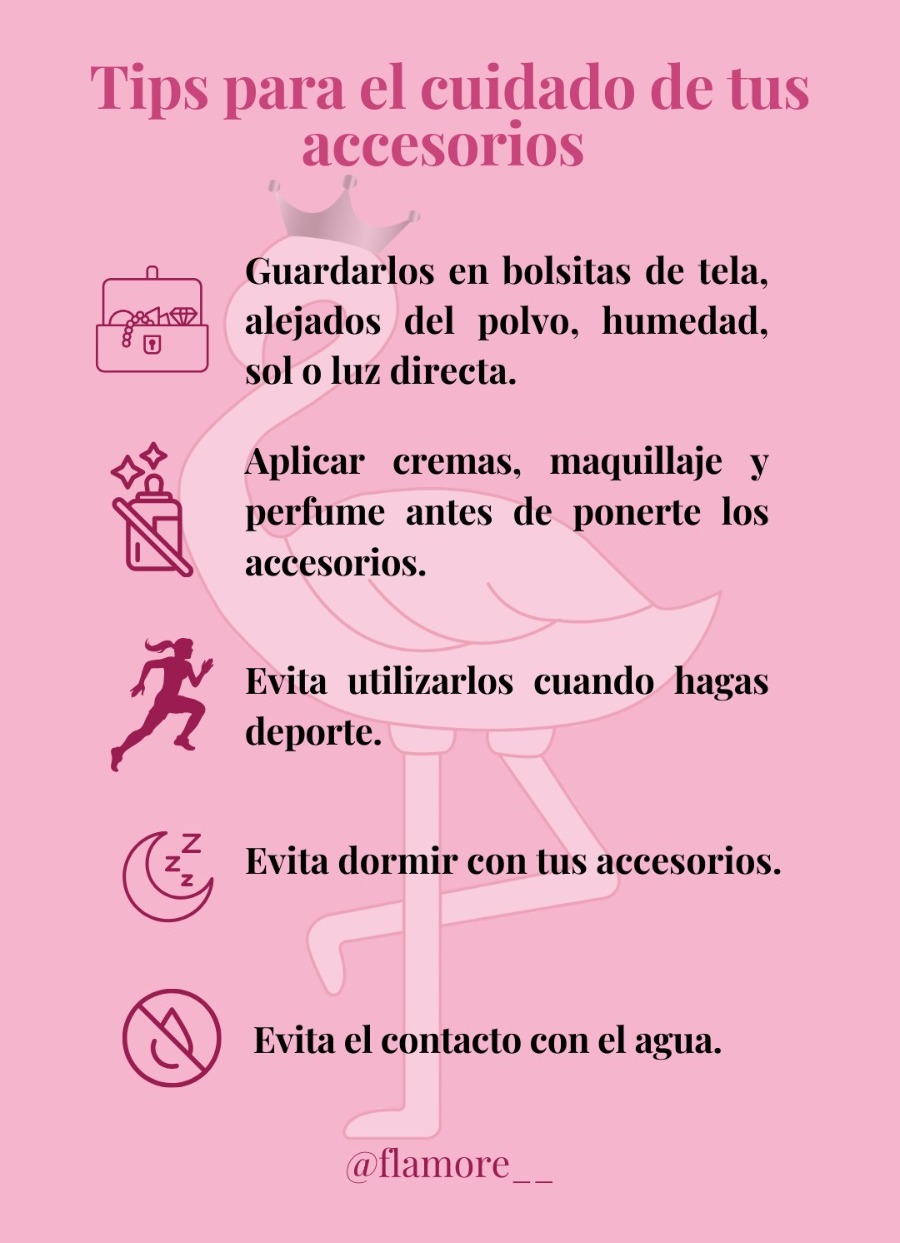 Tips para el cuidado de tus
accesorios
Guardarlos en bolsitas de tela,
alejados del polvo, humedad,
sol o luz directa.
Aplicar cremas, maquillaje y
perfume antes de ponerte los
accesorios.
Evita utilizarlos cuando hagas
deporte.
z z z
Evita dormir con tus accesorios.
Evita el contacto con el agua.
@flamore__